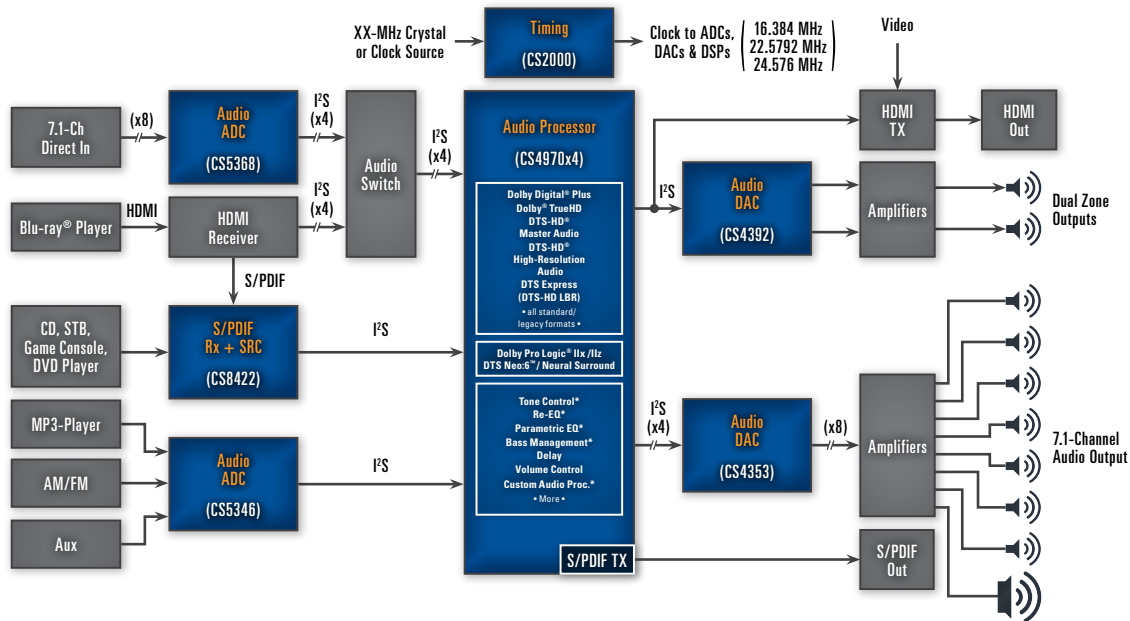 XX-MHz Crystal
or Clock Source
Timing
(CS2000)
Clock to ADCs,
DACs & DSPs
16.384 MHz
22.5792 MHz
24.576 MHz
Video
7.1-Ch
Direct In
(x8)
Audio
ADC
(CS5368)
I²S
(x4)
Audio
Switch
I²S
(x4)
Blu-ray® Player
HDMI
HDMI
Receiver
I²S
(x4)
S/PDIF
CD, STB,
Game Console,
DVD Player
S/PDIF
Rx + SRC
(CS8422)
I²S
MP3-Player
AM/FM
Aux
Audio
ADC
(CS5346)
I²S
Audio Processor
(CS4970x4)
Dolby Digital® Plus
Dolby® TrueHD
DTS-HD®
Master Audio
DTS-HD®
High-Resolution
Audio
DTS Express
(DTS-HD LBR)
• all standard/
legacy formats •
Dolby Pro Logic® IIx /IIz
DTS Neo:6™/ Neural Surround
Tone Control*
Re-EQ*
Parametric EQ*
Bass Management*
Delay
Volume Control
Custom Audio Proc.*
• More •
S/PDIF TX
HDMI
TX
HDMI
Out
I²S
Audio
DAC
(CS4392)
Amplifiers
Dual Zone
Outputs
I²S
(x4)
Audio
DAC
(CS4353)
(x8)
Amplifiers
7.1-Channel
Audio Output
S/PDIF
Out